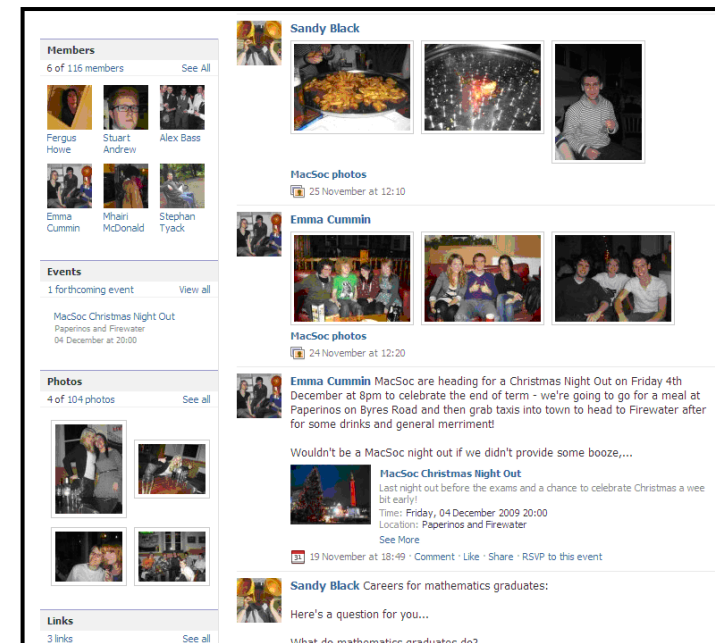 Members
6 of 116 members See All
Fergus Howe
Stuart Andrew
Alex Bass
Emma Cummin
Mhairi McDonald
Stephan Tyack
Events
1 forthcoming event View all
MacSoc Christmas Night Out
Paperinos and Firewater
04 December at 20:00
Photos
4 of 104 photos See all
Links
3 links See all
Sandy Black
MacSoc photos
25 November at 12:10
Emma Cummin
MacSoc photos
24 November at 12:20
Emma Cummin MacSoc are heading for a Christmas Night Out on Friday 4th
December at 8pm to celebrate the end of term - we're going to go for a meal at
Paperinos on Byres Road and then grab taxis into town to head to Firewater after
for some drinks and general merriment!
Wouldn't be a MacSoc night out if we didn't provide some booze,...
MacSoc Christmas Night Out
Last night out before the exams and a chance to celebrate Christmas a wee
bit early!
Time: Friday, 04 December 2009 20:00
Location: Paperinos and Firewater
See More
31 19 November at 18:49 · Comment · Like · Share · RSVP to this event
Sandy Black Careers for mathematics graduates:
Here's a question for you...
What do mathematics graduates do?